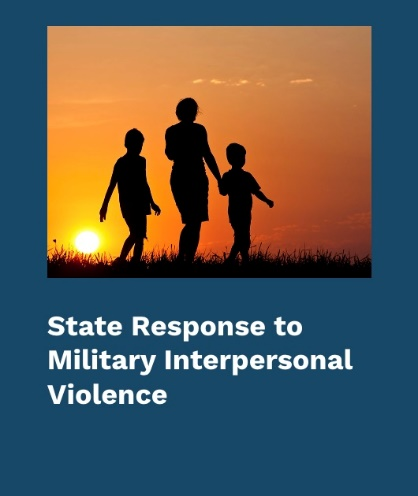 State Response to
Military Interpersonal
Violence